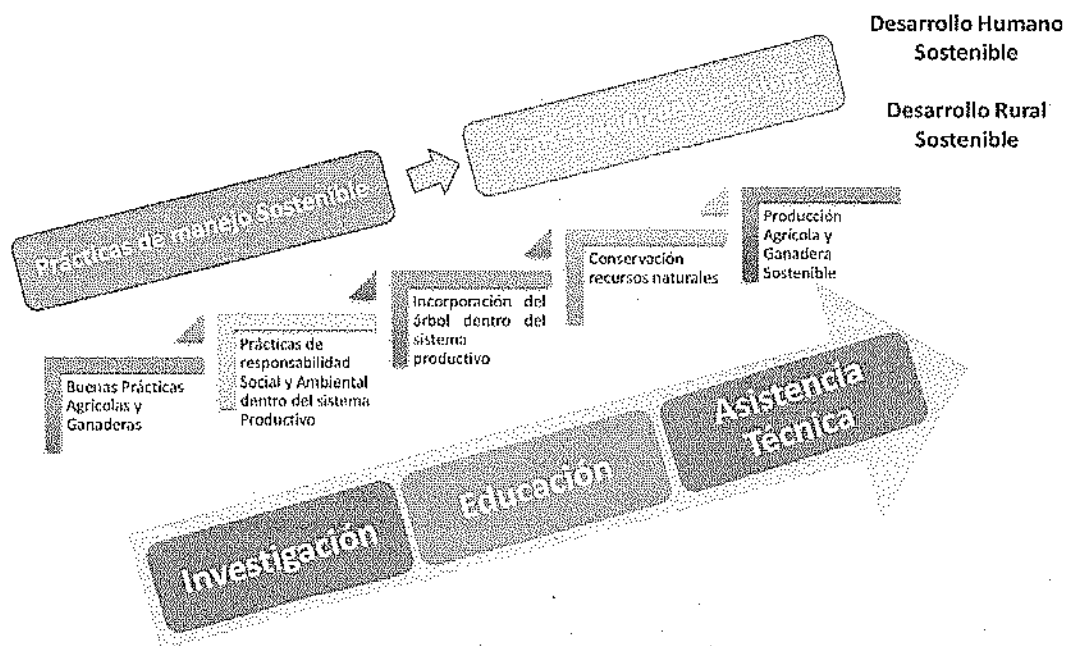 Desarrollo Humano
Sostenible
Desarrollo Rural
Sostenible
Prácticas de manejo Sostenible
Buenas Prácticas
Agrícolas y
Ganaderas
Prácticas de
responsabilidad
Social y Ambiental
dentro del sistema
Productivo
Incorporación del
árbol dentro del
sistema
productivo
Conservación
recursos naturales
Producción
Agrícola y
Ganadera
Sostenible
Investigación
Educación
Asistencia
Técnica